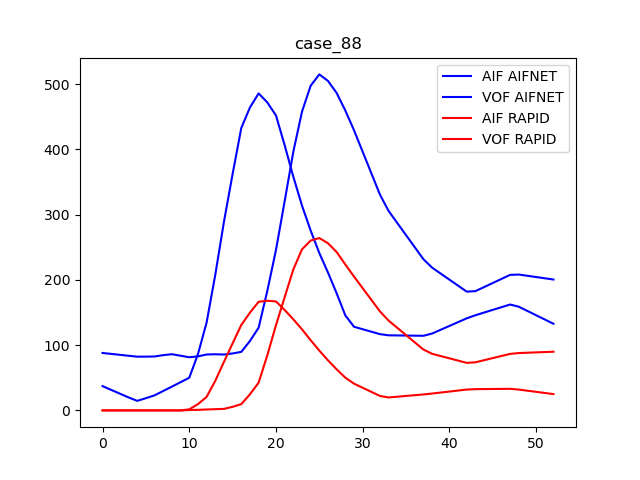 case_88
AIF AIFNET
VOF AIFNET
AIF RAPID
VOF RAPID
500
400
300
200
100
0
0 10 20 30 40 50